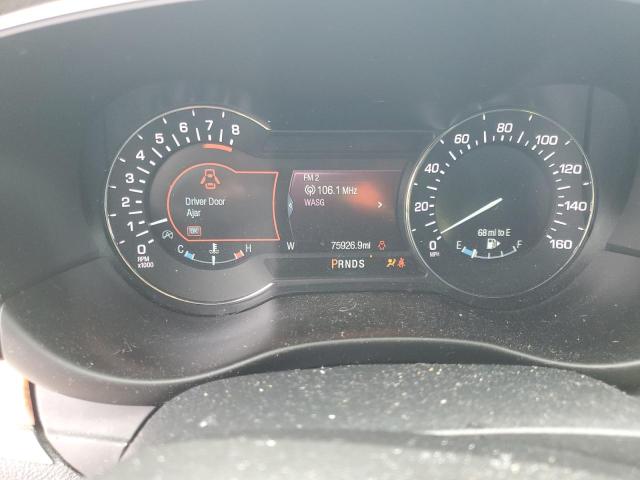 0 1 2 3 4 5 6 7 8
RPM
x1000
Driver Door
Ajar
OK
C H
FM 2
106.1 MHz
WASG
W 75926.9mi
PRNDS
0 20 40 60 80 100 120 140 160
MPH
68 mi to E
E F